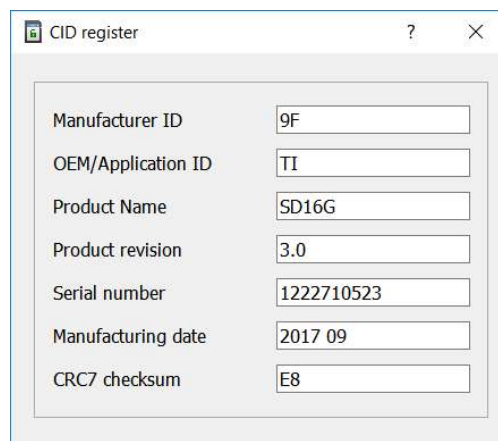 CID register ?
Manufacturer ID 9F
OEM/Application ID TI
Product Name SD16G
Product revision 3.0
Serial number 1222710523
Manufacturing date 2017 09
CRC7 checksum E8